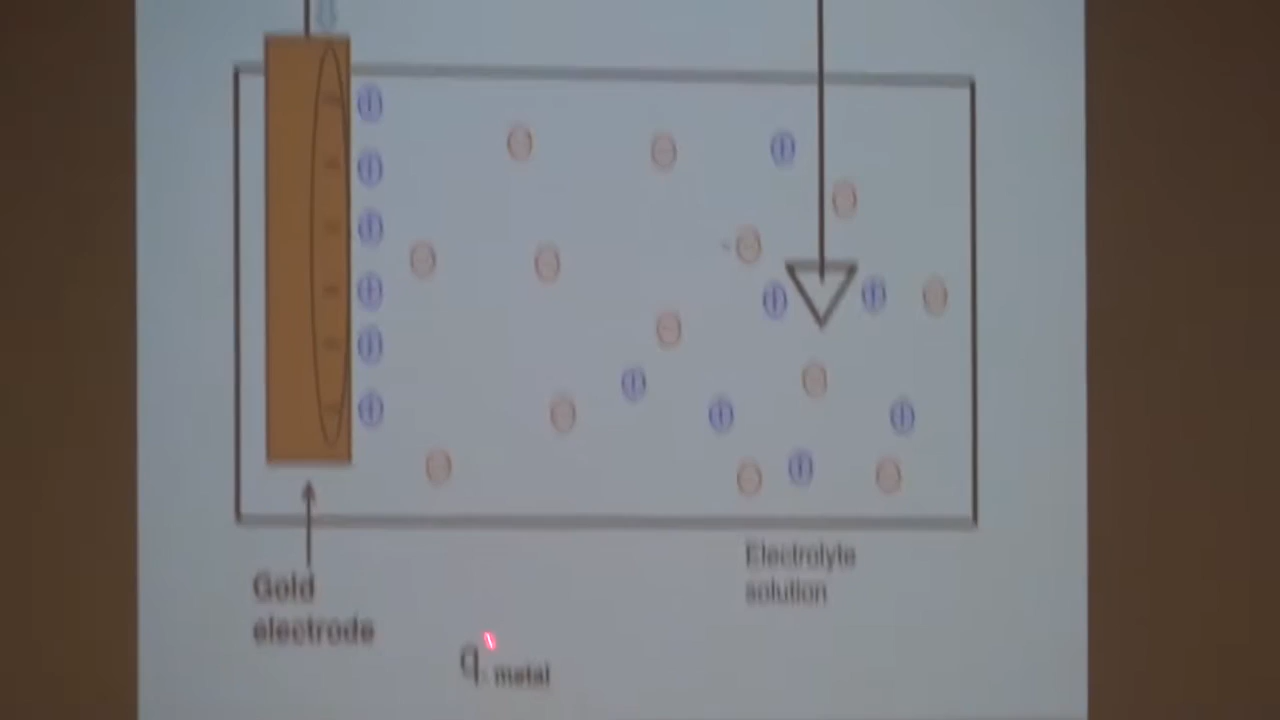 Electrolyte
solution
Gold
electrode
q metal